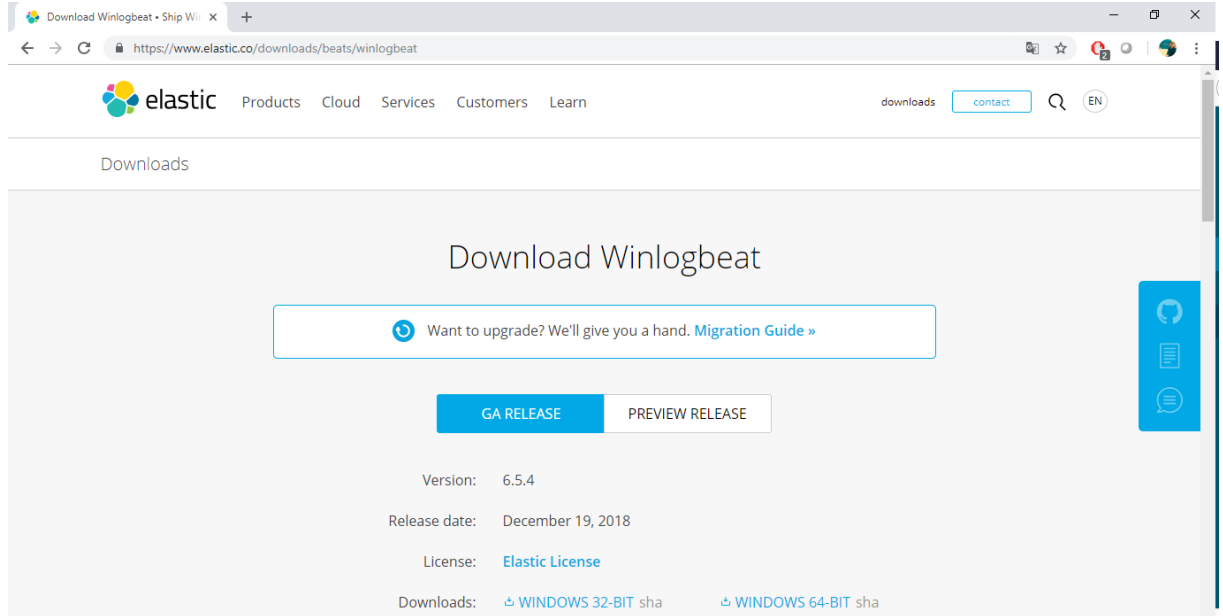 Download Winlogbeat • Ship Win
https://www.elastic.co/downloads/beats/winlogbeat
2
elastic Products Cloud Services Customers Learn downloads contact EN
Downloads
Download Winlogbeat
Want to upgrade? We'll give you a hand. Migration Guide »
GA RELEASE PREVIEW RELEASE
Version: 6.5.4
Release date: December 19, 2018
License: Elastic License
Downloads: WINDOWS 32-BIT sha WINDOWS 64-BIT sha